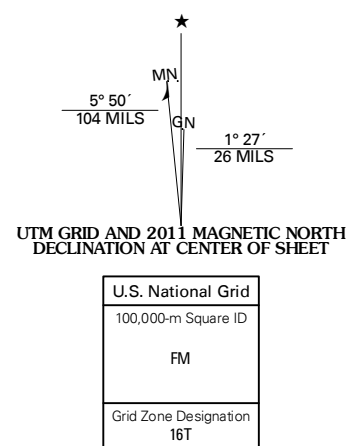 ★
MN
5° 50´
104 MILS
GN
1° 27´
26 MILS
UTM GRID AND 2011 MAGNETIC NORTH
DECLINATION AT CENTER OF SHEET
U.S. National Grid
100,000-m Square ID
FM
Grid Zone Designation
16T